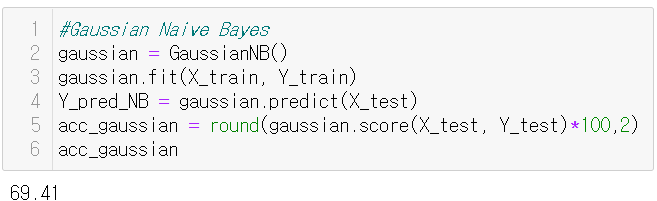 1 #Gaussian Naive Bayes
2 gaussian = GaussianNB()
3 gaussian.fit(X_train, Y_train)
4 Y_pred_NB = gaussian.predict(X_test)
5 acc_gaussian = round(gaussian.score(X_test, Y_test)*100,2)
6 acc_gaussian
69.41